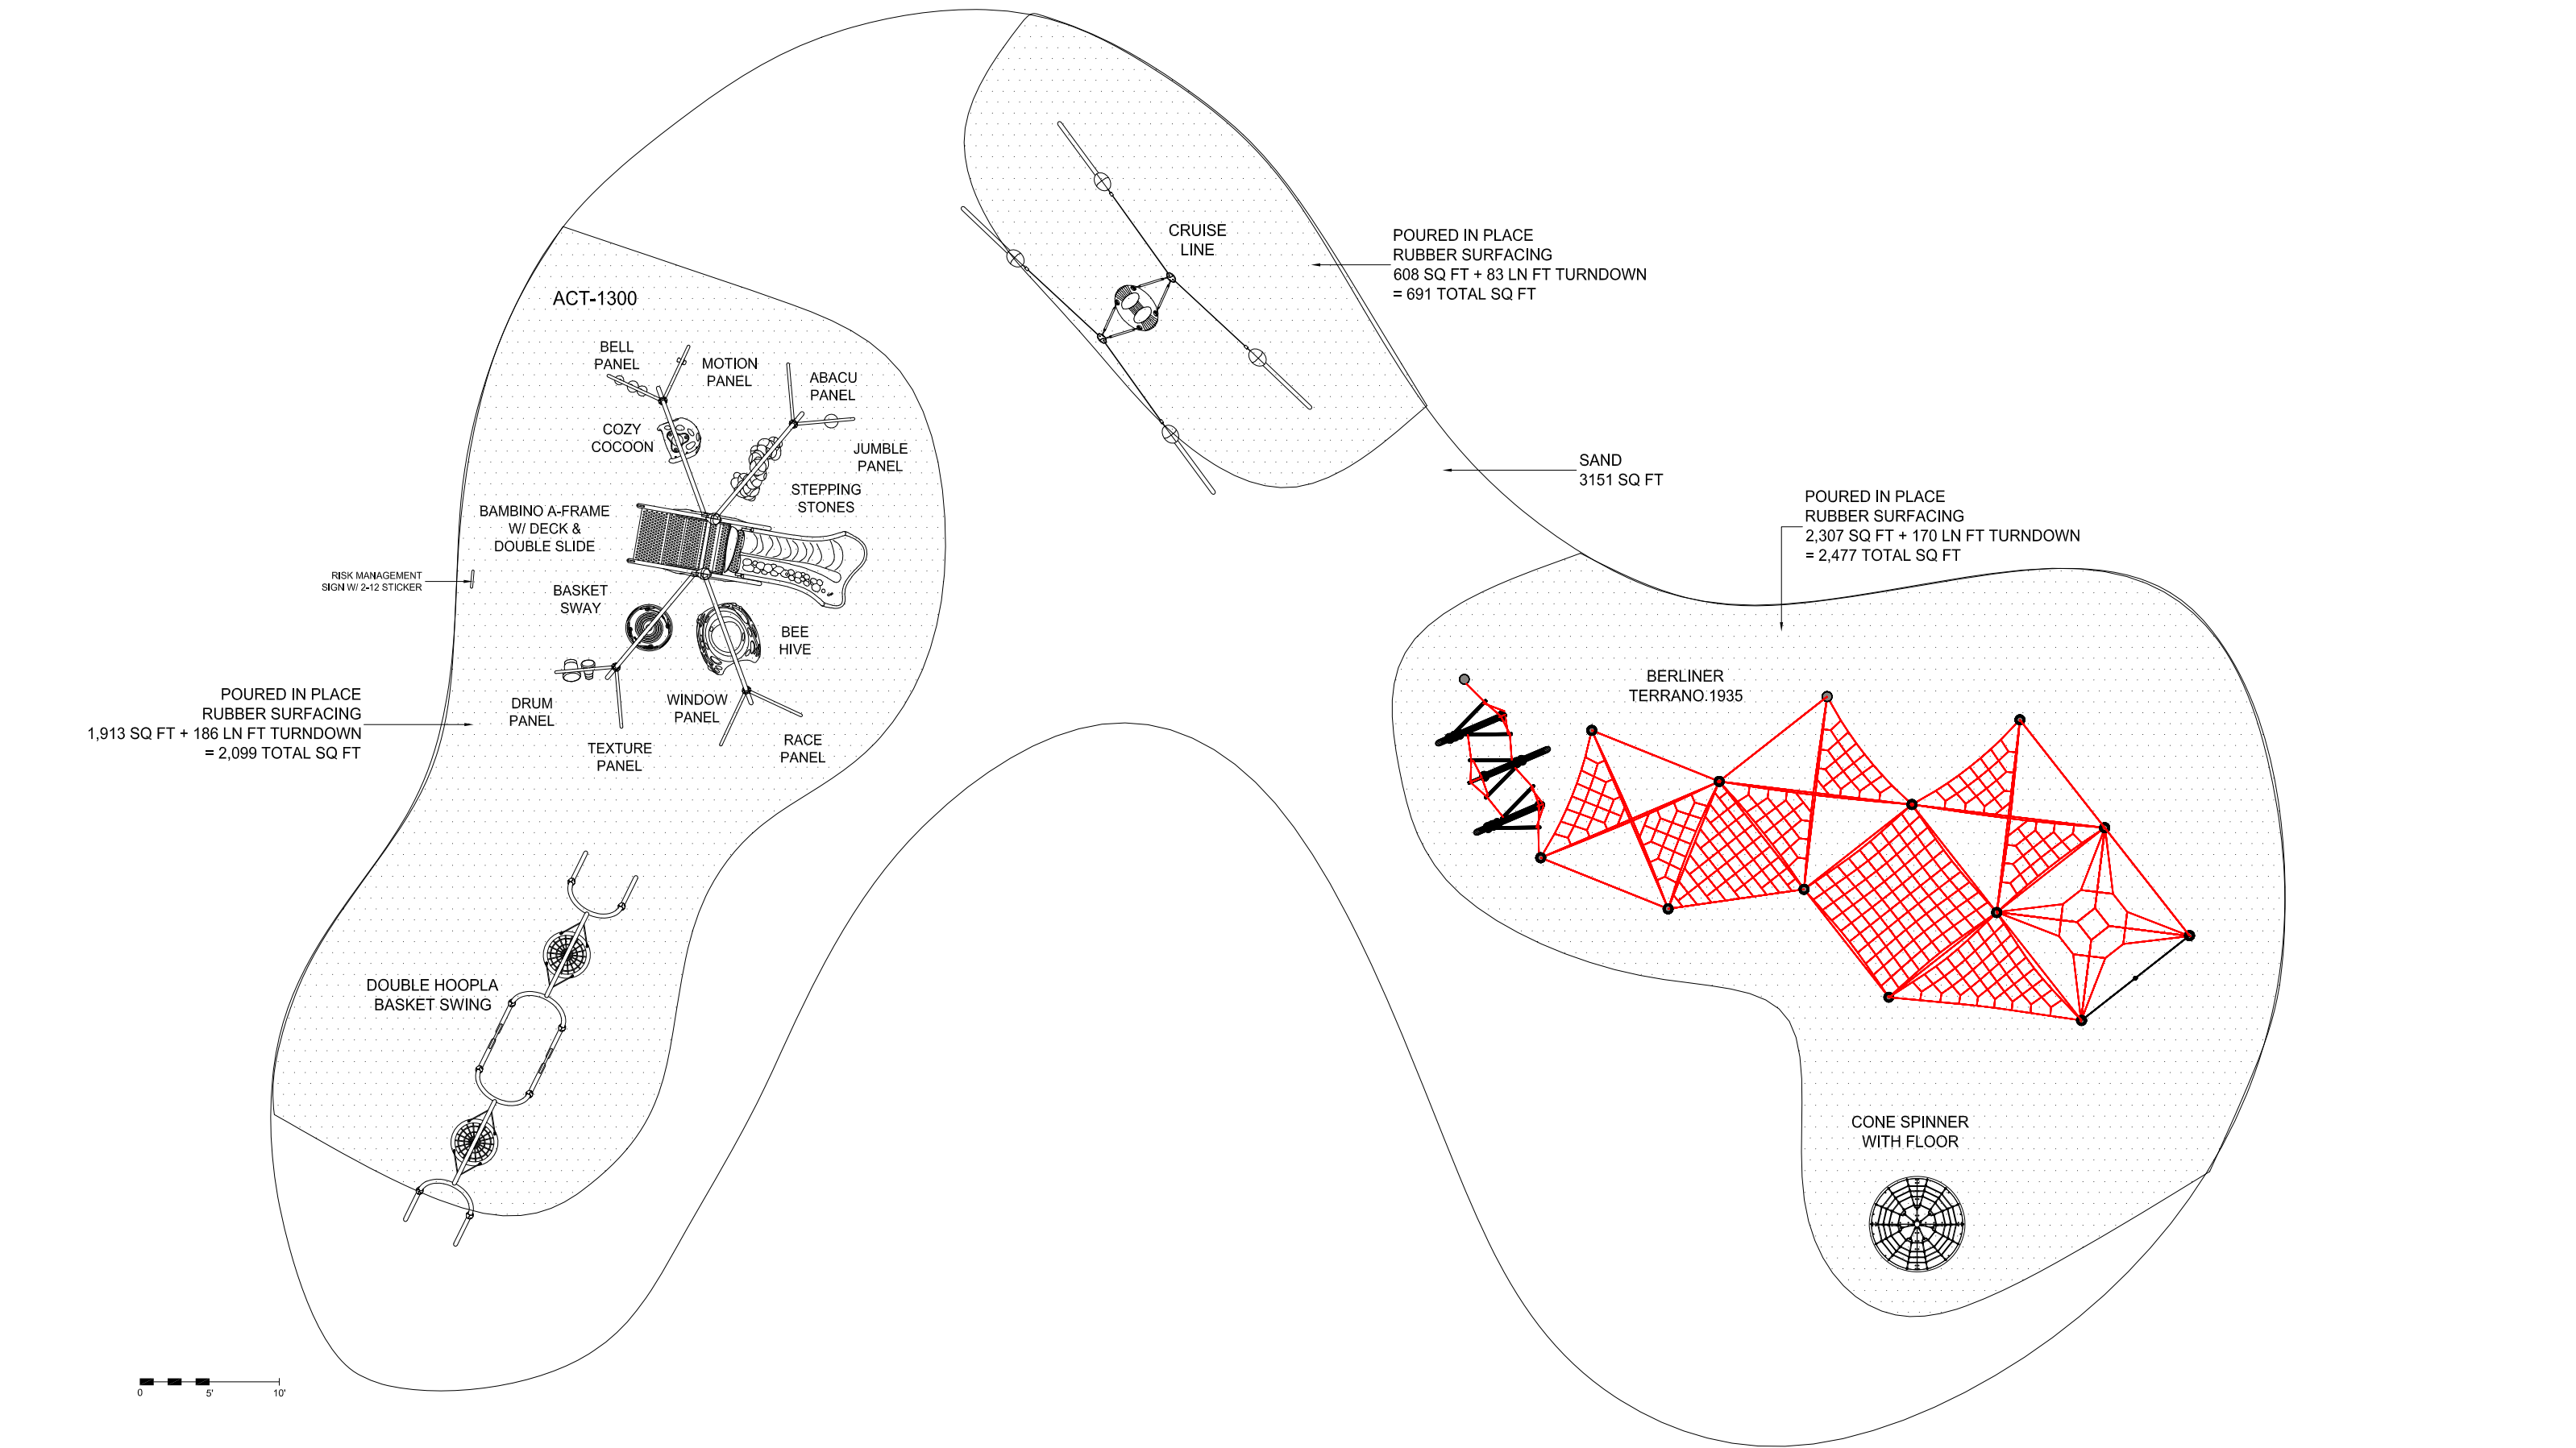 CRUISE
LINE
POURED IN PLACE
RUBBER SURFACING
608 SQ FT + 83 LN FT TURNDOWN
= 691 TOTAL SQ FT
ACT-1300
BELL
PANEL
MOTION
PANEL
ABACU
PANEL
COZY
COCOON
JUMBLE
PANEL
STEPPING
STONES
SAND
3151 SQ FT
BAMBINO A-FRAME
W/ DECK &
DOUBLE SLIDE
POURED IN PLACE
RUBBER SURFACING
2,307 SQ FT + 170 LN FT TURNDOWN
= 2,477 TOTAL SQ FT
RISK MANAGEMENT
SIGN W/ 2-12 STICKER
BASKET
SWAY
BEE
HIVE
BERLINER
TERRANO.1935
POURED IN PLACE
RUBBER SURFACING
1,913 SQ FT + 186 LN FT TURNDOWN
= 2,099 TOTAL SQ FT
DRUM
PANEL
WINDOW
PANEL
TEXTURE
PANEL
RACE
PANEL
DOUBLE HOOPLA
BASKET SWING
CONE SPINNER
WITH FLOOR
0 5' 10'